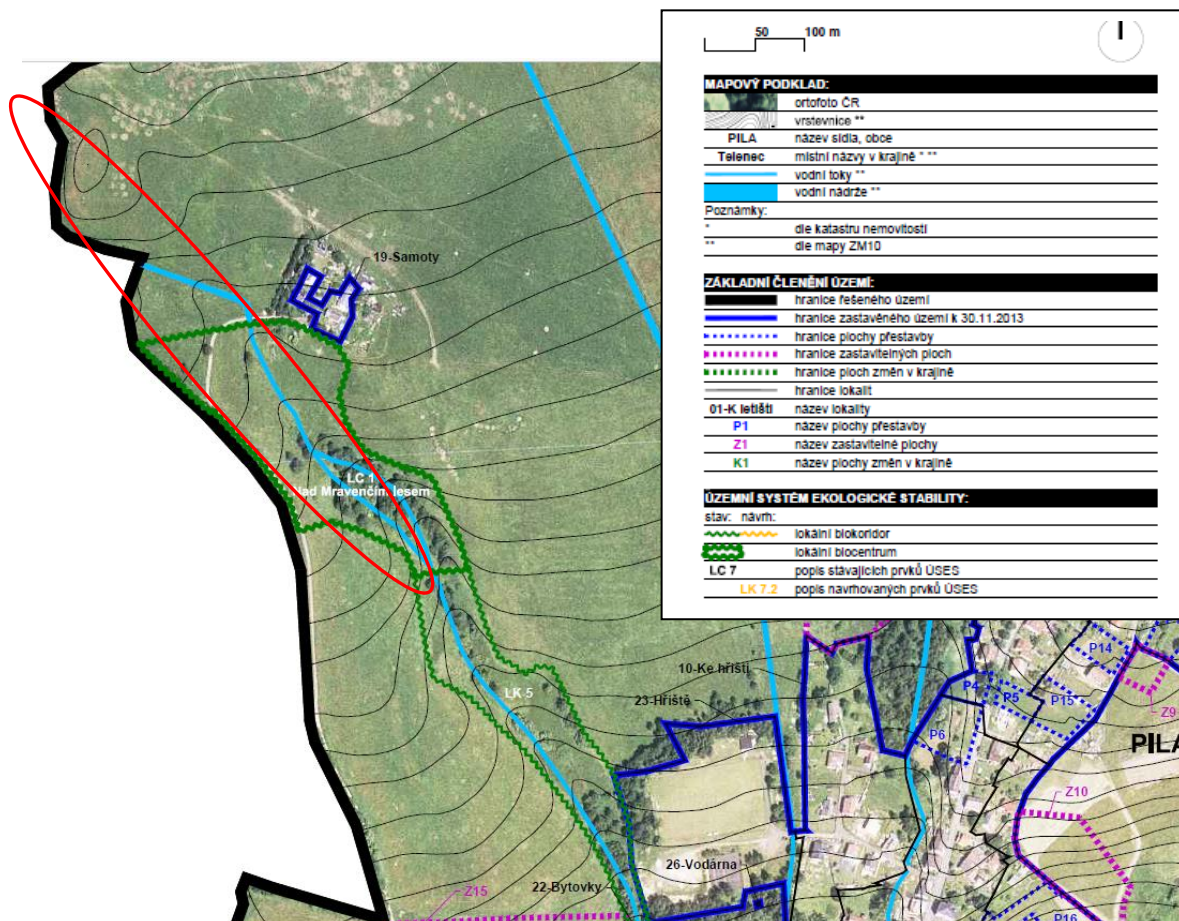 50 100 m
MAPOVÝ PODKLAD:
ortofoto ČR
vrstevnice **
PILA název sídla, obce
Telenec místní názvy v krajině * **
vodní toky **
vodní nádrže **
Poznámky:
* dle katastru nemovitostí
** dle mapy ZM10
ZÁKLADNÍ ČLENĚNÍ ÚZEMÍ:
hranice řešeného území
hranice zastavěného území k 30.11.2013
hranice plochy přestavby
hranice zastavitelných ploch
hranice ploch změn v krajině
hranice lokalit
01-K letišti název lokality
P1 název plochy přestavby
Z1 název zastavitelné plochy
K1 název plochy změn v krajině
ÚZEMNÍ SYSTÉM EKOLOGICKÉ STABILITY:
stav: návrh:
lokální biokoridor
lokální biocentrum
LC 7 popis stávajících prvků ÚSES
LK 7.2 popis navrhovaných prvků ÚSES
19-Samoty
LC 1
Nad Mravenčím lesem
LK 5
10-Ke hřišti
23-Hřiště
P14
P4
P5
P15
Z9
P6
PILA
Z10
26-Vodárna
22-Bytovky
Z15
P16